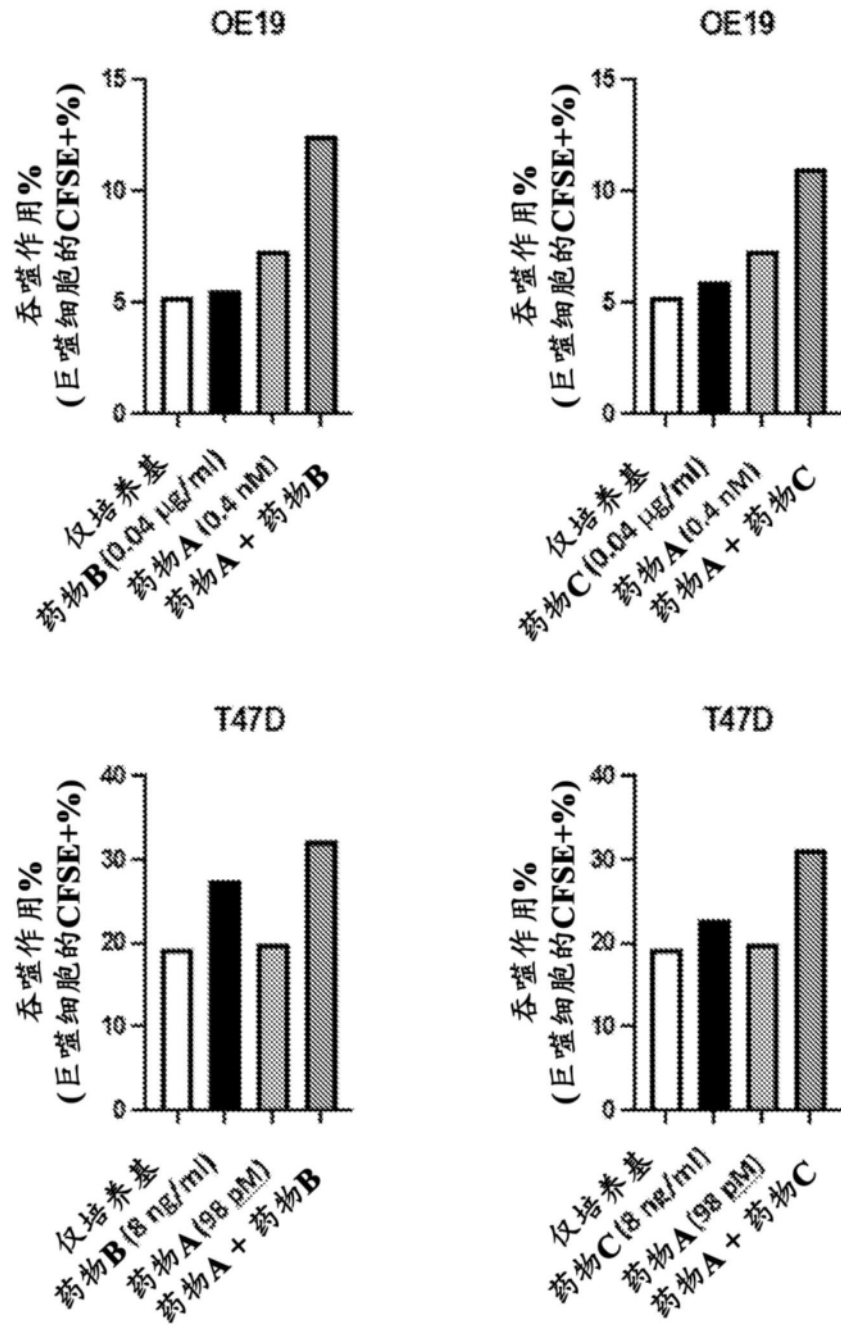 OE19
吞噬作用%
(巨噬细胞的CFSE+%)
15
10
5
0
仅培养基
药物B(0.04 µg/ml)
药物A(0.4 nM)
药物A + 药物B
OE19
吞噬作用%
(巨噬细胞的CFSE+%)
15
10
5
0
仅培养基
药物C(0.04 µg/ml)
药物A(0.4 nM)
药物A + 药物C
T47D
吞噬作用%
(巨噬细胞的CFSE+%)
40
30
20
10
0
仅培养基
药物B(8 ng/ml)
药物A(98 pM)
药物A + 药物B
T47D
吞噬作用%
(巨噬细胞的CFSE+%)
40
30
20
10
0
仅培养基
药物C(8 ng/ml)
药物A(98 pM)
药物A + 药物C